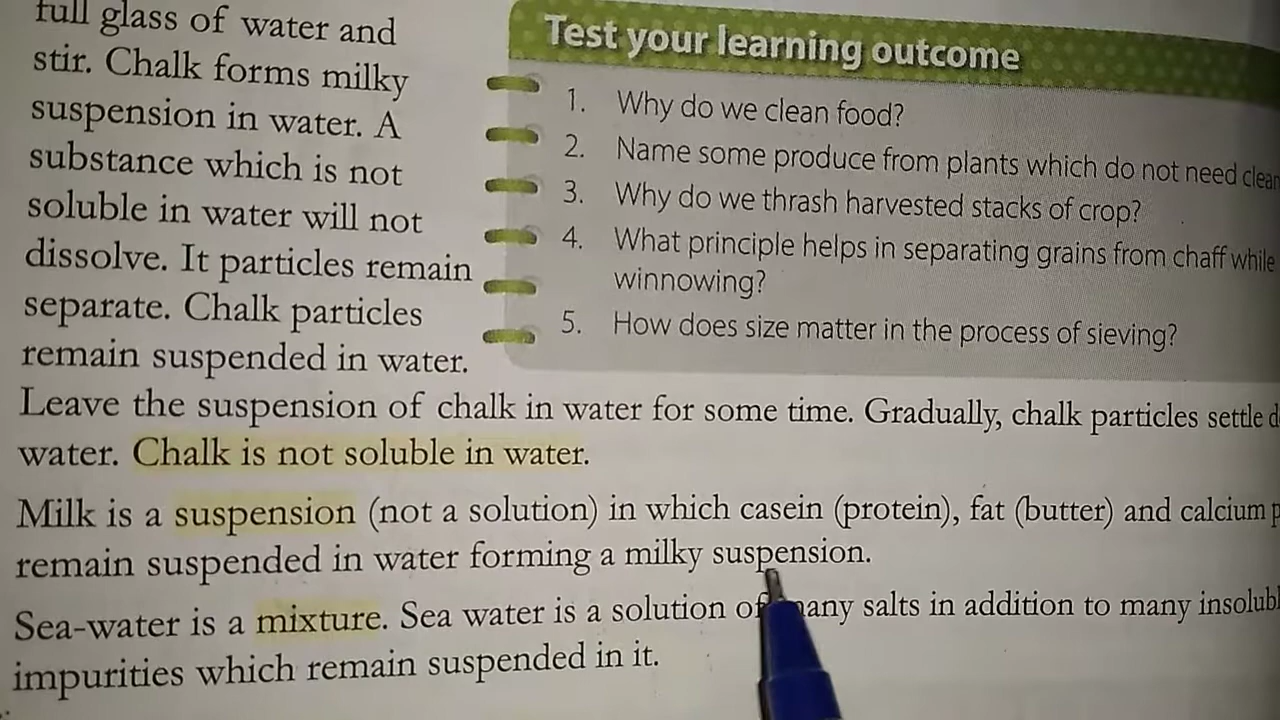 full glass of water and
stir. Chalk forms milky
suspension in water. A
substance which is not
soluble in water will not
dissolve. It particles remain
separate. Chalk particles
remain suspended in water.
Test your learning outcome
1. Why do we clean food?
2. Name some produce from plants which do not need
3. Why do we thrash harvested stacks of crop?
4. What principle helps in separating grains from chaff while
winnowing?
5. How does size matter in the process of sieving?
Leave the suspension of chalk in water for some time. Gradually, chalk particles settle
water. Chalk is not soluble in water.
Milk is a suspension (not a solution) in which casein (protein), fat (butter) and calcium
remain suspended in water forming a milky suspension.
Sea-water is a mixture. Sea water is a solution of many salts in addition to many
impurities which remain suspended in it.